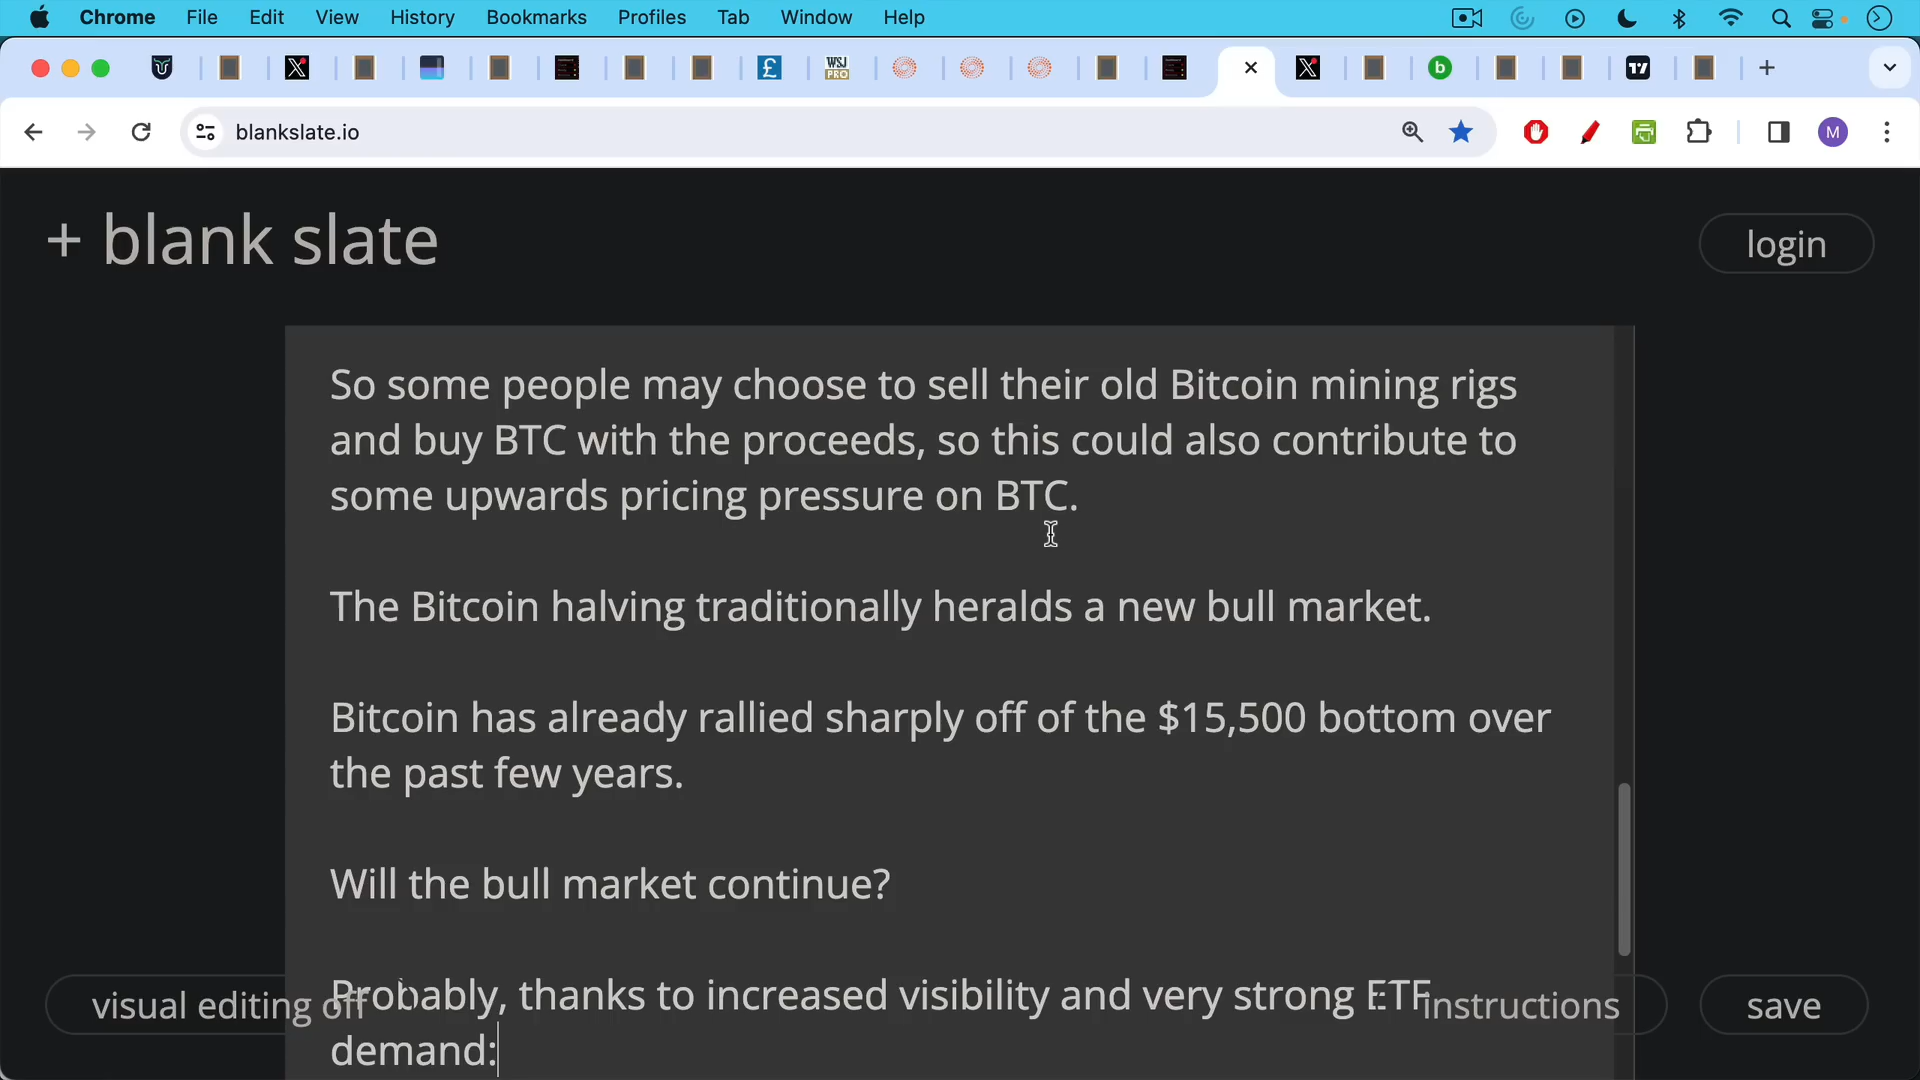 Chrome File Edit View History Bookmarks Profiles Tab Window Help
WSJ PRO
blankslate.io
M
+ blank slate
login
So some people may choose to sell their old Bitcoin mining rigs
and buy BTC with the proceeds, so this could also contribute to
some upwards pricing pressure on BTC.
The Bitcoin halving traditionally heralds a new bull market.
Bitcoin has already rallied sharply off of the $15,500 bottom over
the past few years.
Will the bull market continue?
Probably, thanks to increased visibility and very strong ETF
demand:
visual editing off
instructions
save